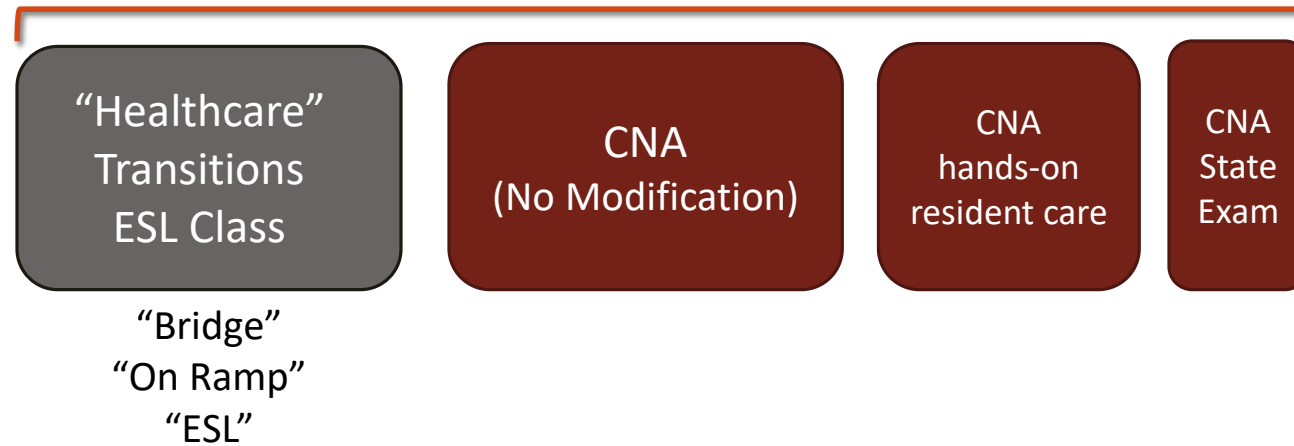 “Healthcare”
Transitions
ESL Class
CNA
(No Modification)
CNA
hands-on
resident care
CNA
State
Exam
“Bridge”
“On Ramp”
“ESL”